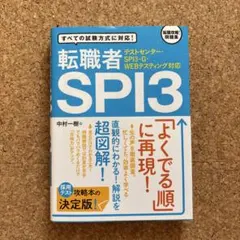 すべての試験方式に対応!
転職者
テストセンター・
SPI3-G・
WEBテスティング対応
SPI3
中村一樹
「よくでる順」
に再現!
直観的にわかる!解説を
超図解!
採用テスト
攻略本の
決定版